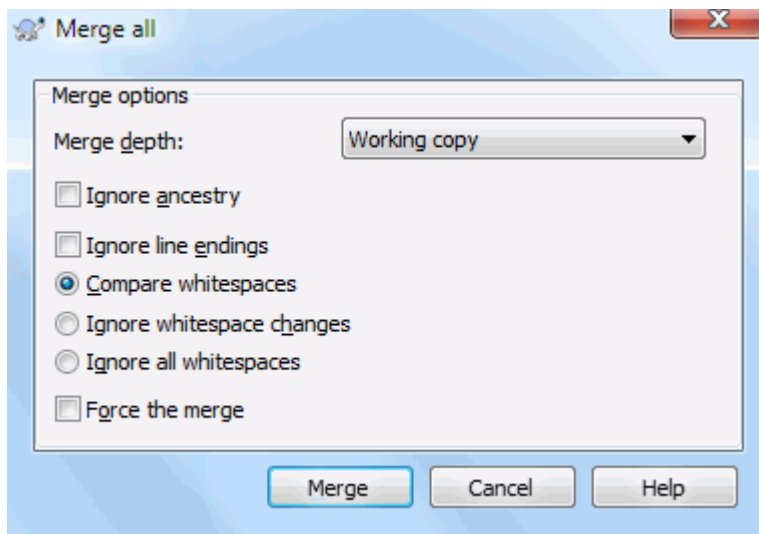 Merge all
Merge options
Merge depth: Working copy
Ignore ancestry
Ignore line endings
Compare whitespaces
Ignore whitespace changes
Ignore all whitespaces
Force the merge
Merge Cancel Help